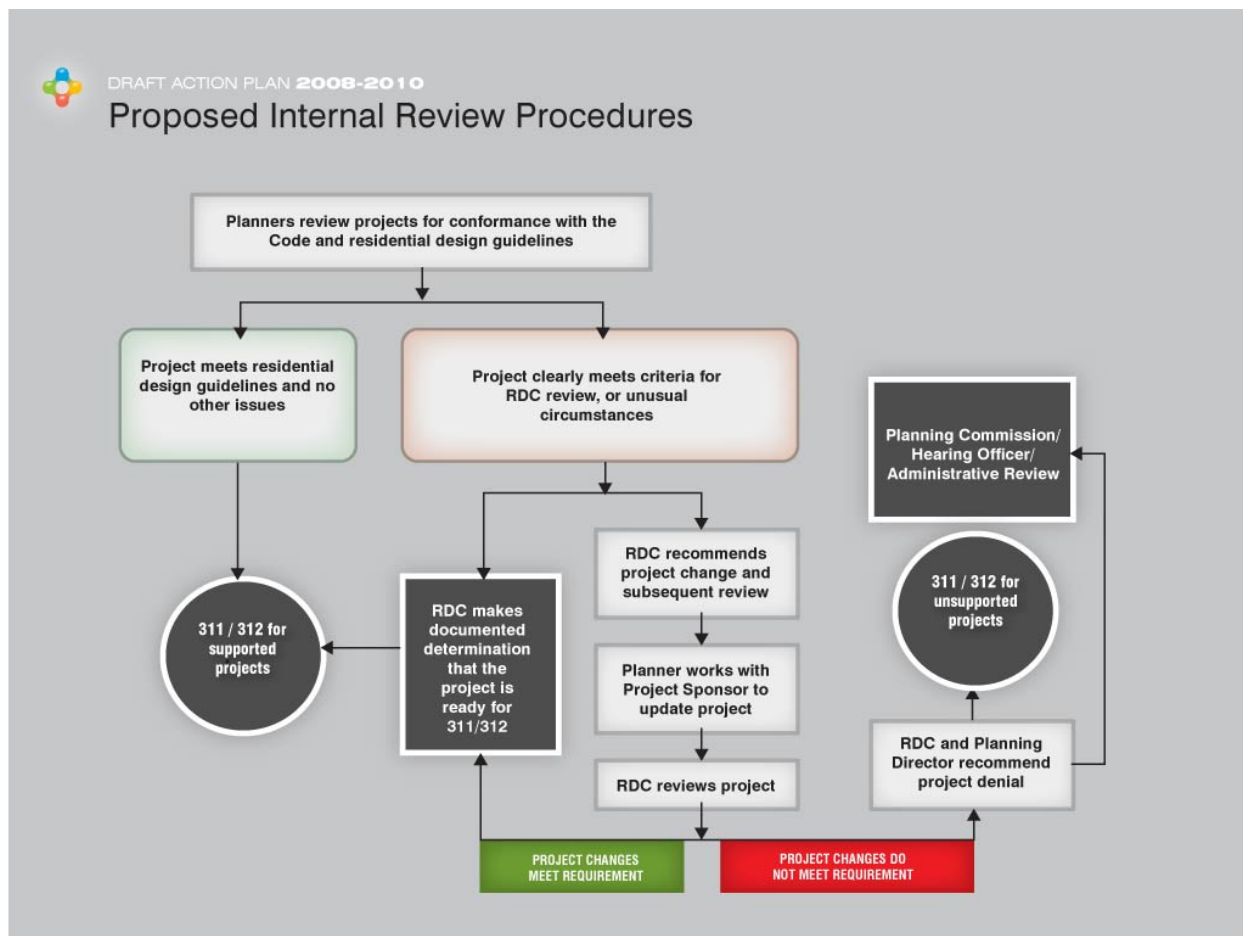 DRAFT ACTION PLAN 2008-2010
Proposed Internal Review Procedures
Planners review projects for conformance with the
Code and residential design guidelines
Project meets residential
design guidelines and no
other issues
Project clearly meets criteria for
RDC review, or unusual
circumstances
Planning Commission/
Hearing Officer/
Administrative Review
RDC recommends
project change and
subsequent review
311 / 312 for
unsupported
projects
311 / 312 for
supported
projects
RDC makes
documented
determination
that the
project is
ready for
311/312
Planner works with
Project Sponsor to
update project
RDC and Planning
Director recommend
project denial
RDC reviews project
PROJECT CHANGES
MEET REQUIREMENT
PROJECT CHANGES DO
NOT MEET REQUIREMENT